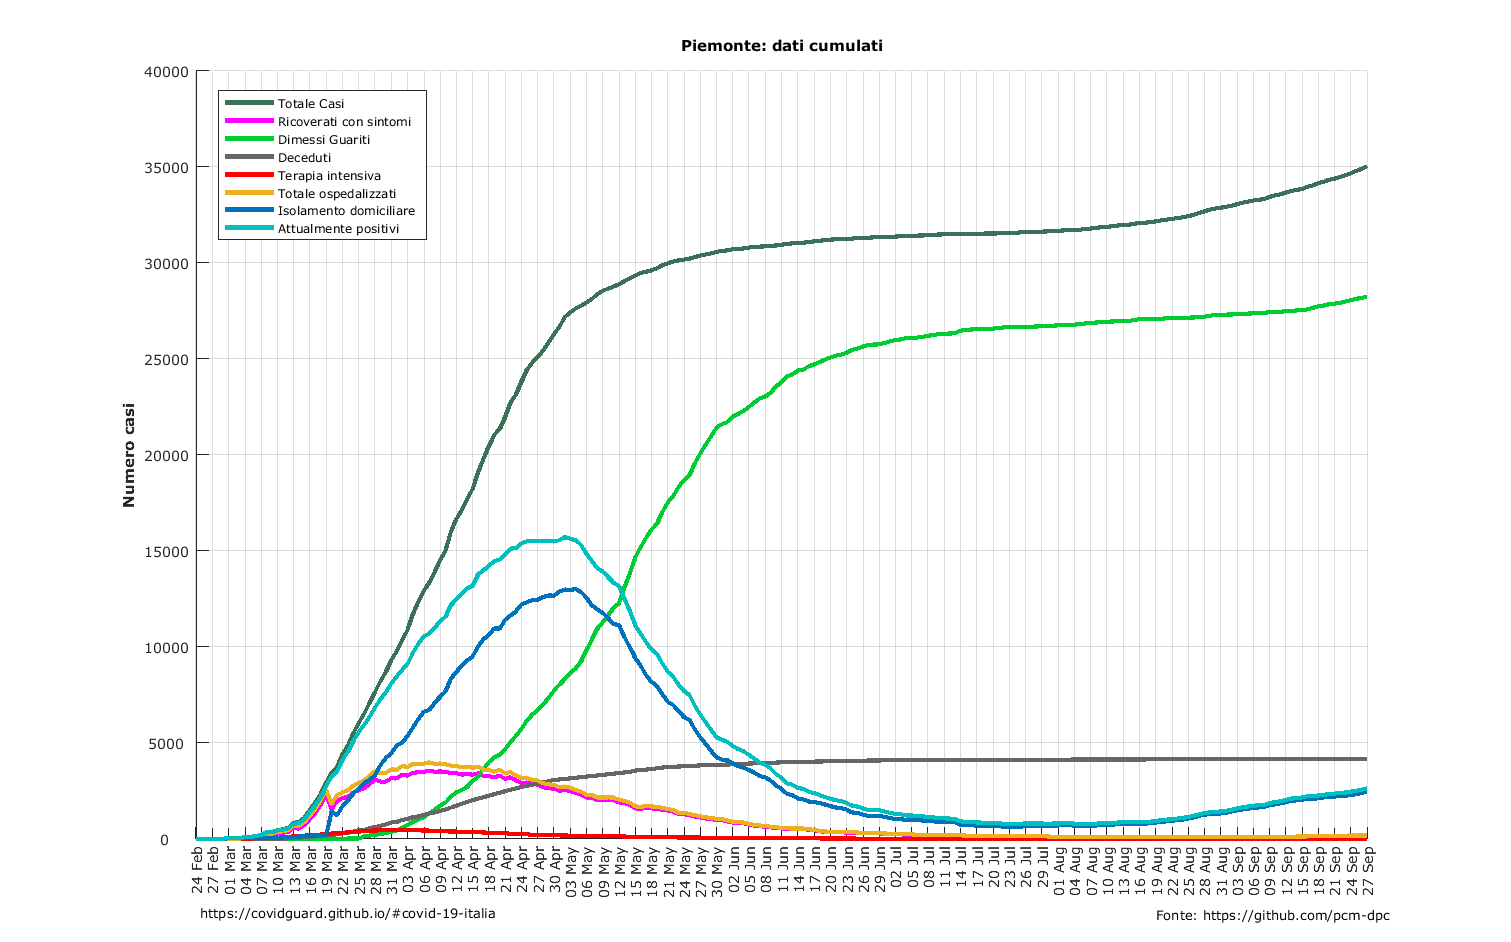 Piemonte: dati cumulati
40000
35000
30000
25000
20000
15000
10000
5000
0
Numero casi
Totale Casi
Ricoverati con sintomi
Dimessi Guariti
Deceduti
Terapia intensiva
Totale ospedalizzati
Isolamento domiciliare
Attualmente positivi
24 Feb
27 Feb
01 Mar
04 Mar
07 Mar
10 Mar
13 Mar
16 Mar
19 Mar
22 Mar
25 Mar
28 Mar
31 Mar
03 Apr
06 Apr
09 Apr
12 Apr
15 Apr
18 Apr
21 Apr
24 Apr
27 Apr
30 Apr
03 May
06 May
09 May
12 May
15 May
18 May
21 May
24 May
27 May
30 May
02 Jun
05 Jun
08 Jun
11 Jun
14 Jun
17 Jun
20 Jun
23 Jun
26 Jun
29 Jun
02 Jul
05 Jul
08 Jul
11 Jul
14 Jul
17 Jul
20 Jul
23 Jul
26 Jul
29 Jul
01 Aug
04 Aug
07 Aug
10 Aug
13 Aug
16 Aug
19 Aug
22 Aug
25 Aug
28 Aug
31 Aug
03 Sep
06 Sep
09 Sep
12 Sep
15 Sep
18 Sep
21 Sep
24 Sep
27 Sep
https://covidguard.github.io/#covid-19-italia
Fonte: https://github.com/pcm-dpc